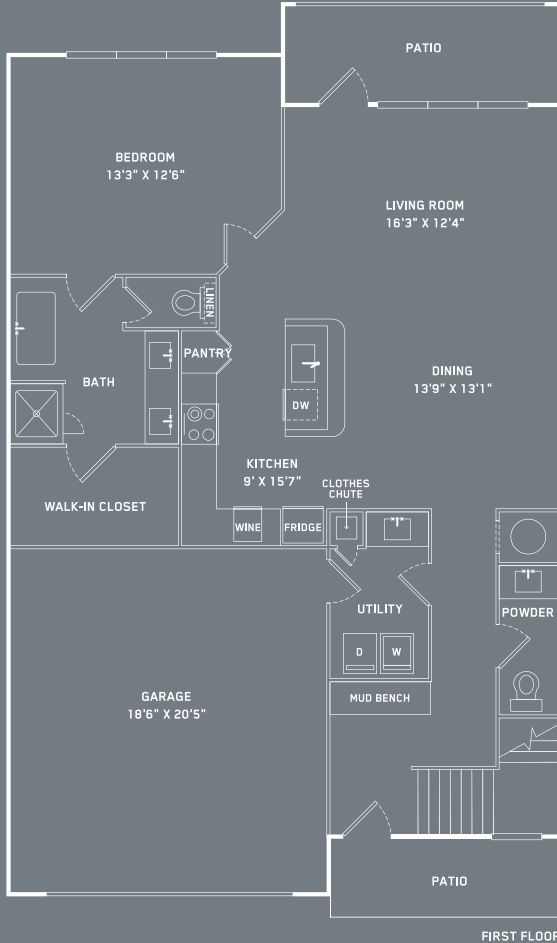 PATIO
BEDROOM
13'3" X 12'6"
LIVING ROOM
16'3" X 12'4"
LINEN
PANTRY
BATH
DINING
13'9" X 13'1"
DW
KITCHEN
9' X 15'7"
CLOTHES
CHUTE
WALK-IN CLOSET
WINE
FRIDGE
UTILITY
POWDER
D
W
GARAGE
18'6" X 20'5"
MUD BENCH
PATIO
FIRST FLOOR